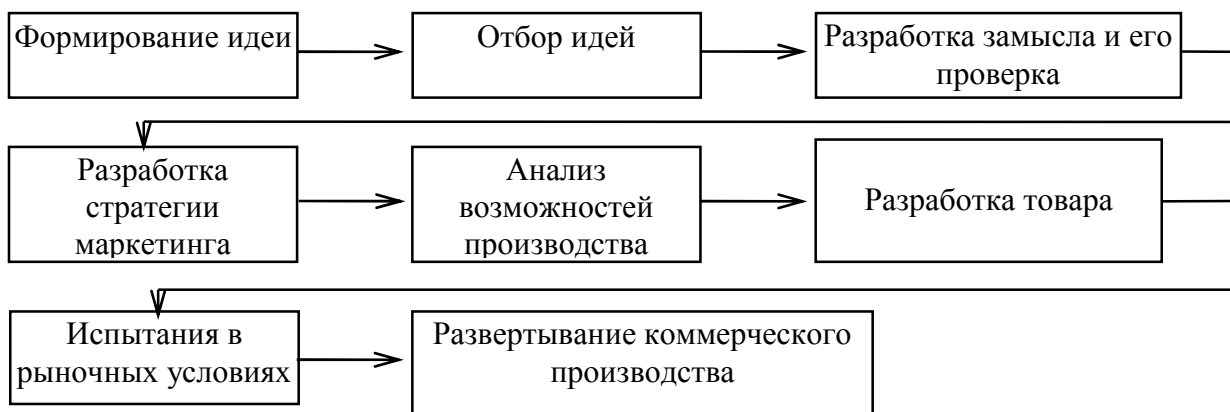 Формирование идеи
Отбор идей
Разработка замысла и его
проверка
Разработка
стратегии
маркетинга
Анализ
возможностей
производства
Разработка товара
Испытания в
рыночных условиях
Развертывание коммерческого
производства